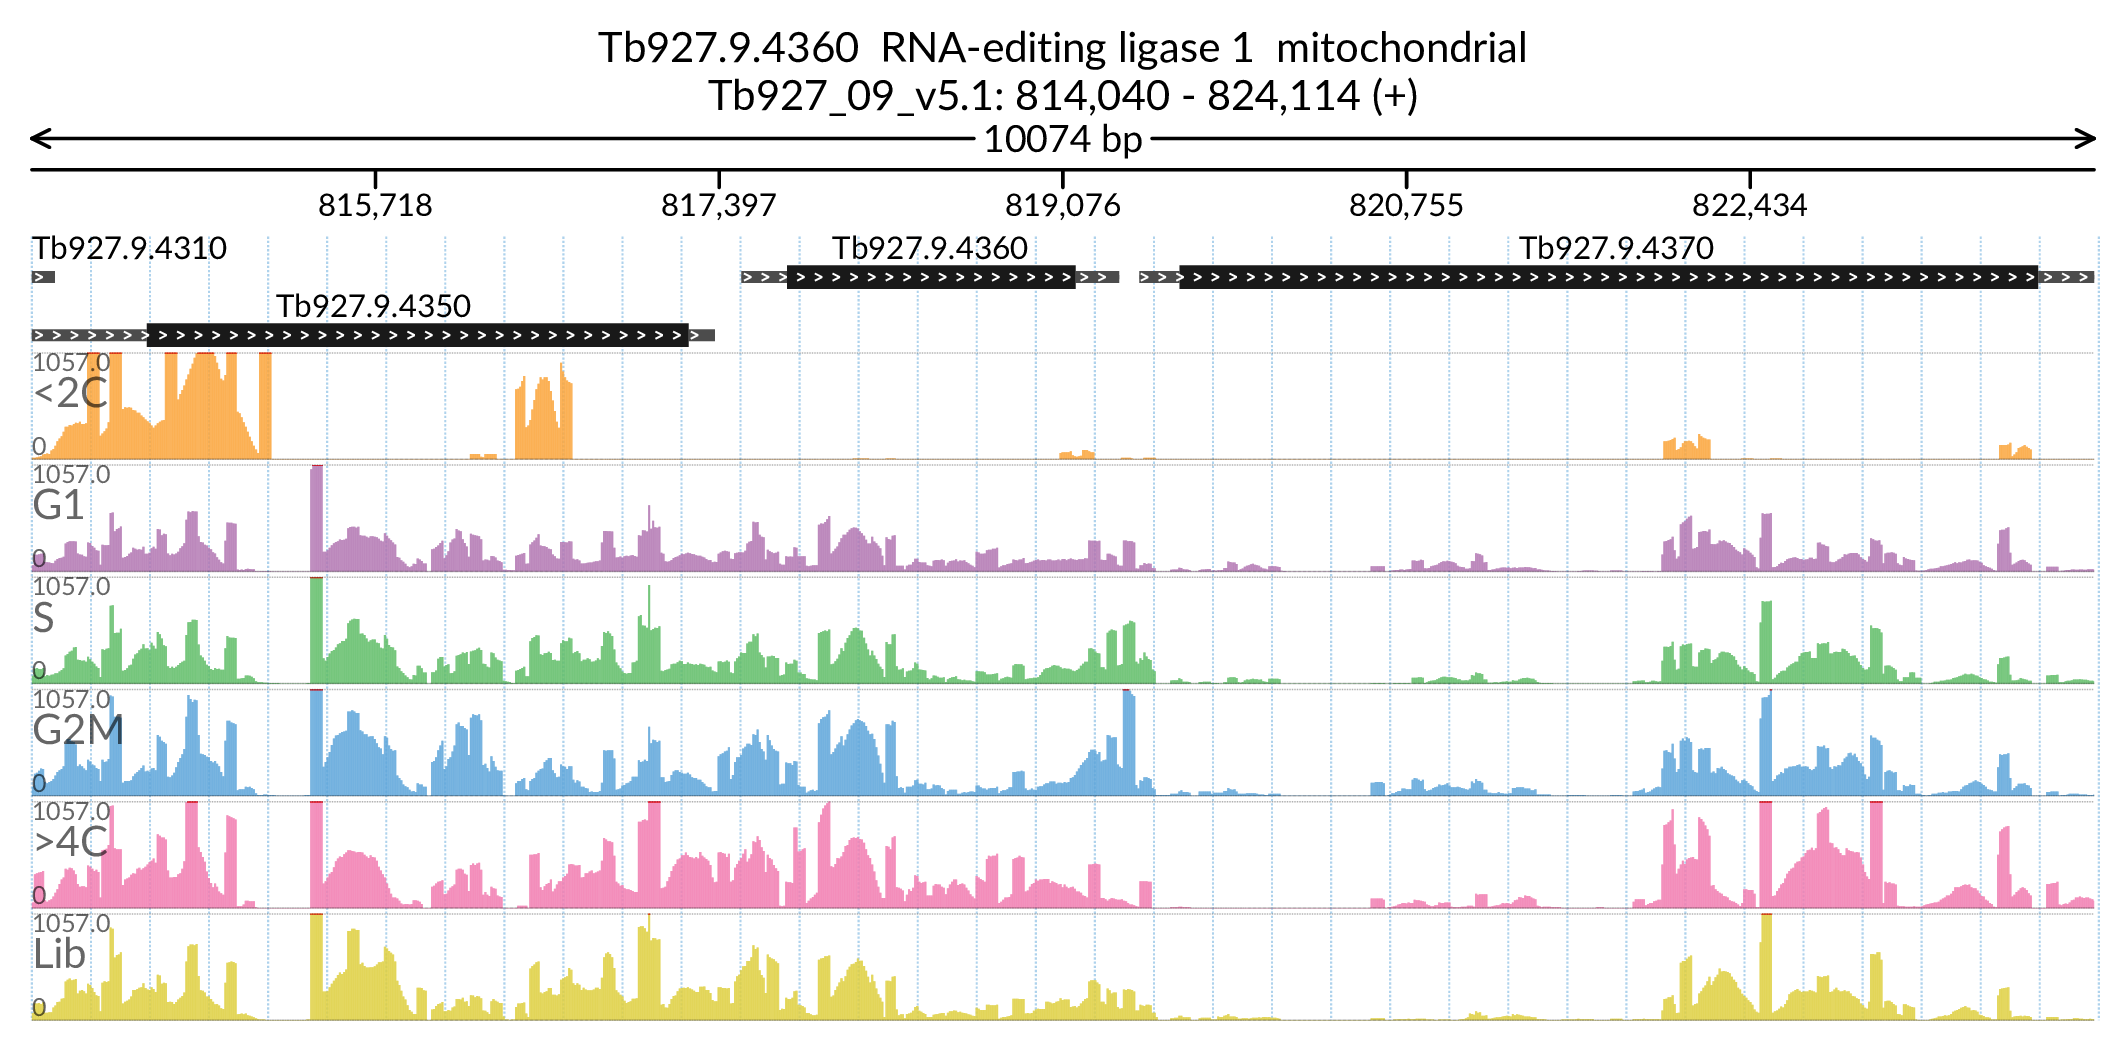 Tb927.9.4360 RNA-editing ligase 1 mitochondrial
Tb927_09_v5.1: 814,040 - 824,114 (+)
10074 bp
815,718 817,397 819,076 820,755 822,434
Tb927.9.4310 Tb927.9.4360 Tb927.9.4370
Tb927.9.4350
1057.0
<2C
0
1057.0
G1
0
1057.0
S
0
1057.0
G2M
0
1057.0
>4C
0
1057.0
Lib
0